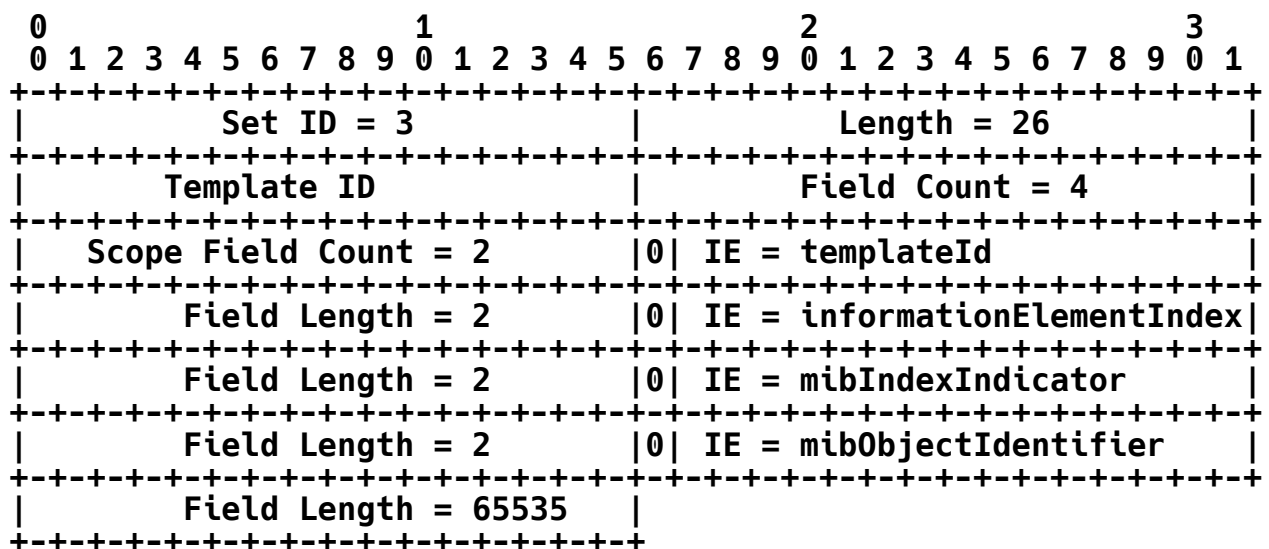 0                   1                   2                   3
 0 1 2 3 4 5 6 7 8 9 0 1 2 3 4 5 6 7 8 9 0 1 2 3 4 5 6 7 8 9 0 1
+-+-+-+-+-+-+-+-+-+-+-+-+-+-+-+-+-+-+-+-+-+-+-+-+-+-+-+-+-+-+-+-+
|          Set ID = 3           |          Length = 26          |
+-+-+-+-+-+-+-+-+-+-+-+-+-+-+-+-+-+-+-+-+-+-+-+-+-+-+-+-+-+-+-+-+
|       Template ID             |        Field Count = 4        |
+-+-+-+-+-+-+-+-+-+-+-+-+-+-+-+-+-+-+-+-+-+-+-+-+-+-+-+-+-+-+-+-+
|   Scope Field Count = 2       |0| IE = templateId             |
+-+-+-+-+-+-+-+-+-+-+-+-+-+-+-+-+-+-+-+-+-+-+-+-+-+-+-+-+-+-+-+-+
|        Field Length = 2       |0| IE = informationElementIndex|
+-+-+-+-+-+-+-+-+-+-+-+-+-+-+-+-+-+-+-+-+-+-+-+-+-+-+-+-+-+-+-+-+
|        Field Length = 2       |0| IE = mibIndexIndicator      |
+-+-+-+-+-+-+-+-+-+-+-+-+-+-+-+-+-+-+-+-+-+-+-+-+-+-+-+-+-+-+-+-+
|        Field Length = 2       |0| IE = mibObjectIdentifier    |
+-+-+-+-+-+-+-+-+-+-+-+-+-+-+-+-+-+-+-+-+-+-+-+-+-+-+-+-+-+-+-+-+
|        Field Length = 65535   |
+-+-+-+-+-+-+-+-+-+-+-+-+-+-+-+-+